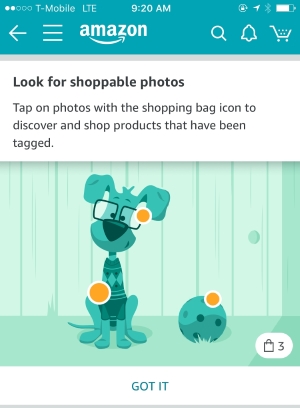 T-Mobile LTE 9:20 AM
amazon
Look for shoppable photos
Tap on photos with the shopping bag icon to
discover and shop products that have been
tagged.
3
GOT IT